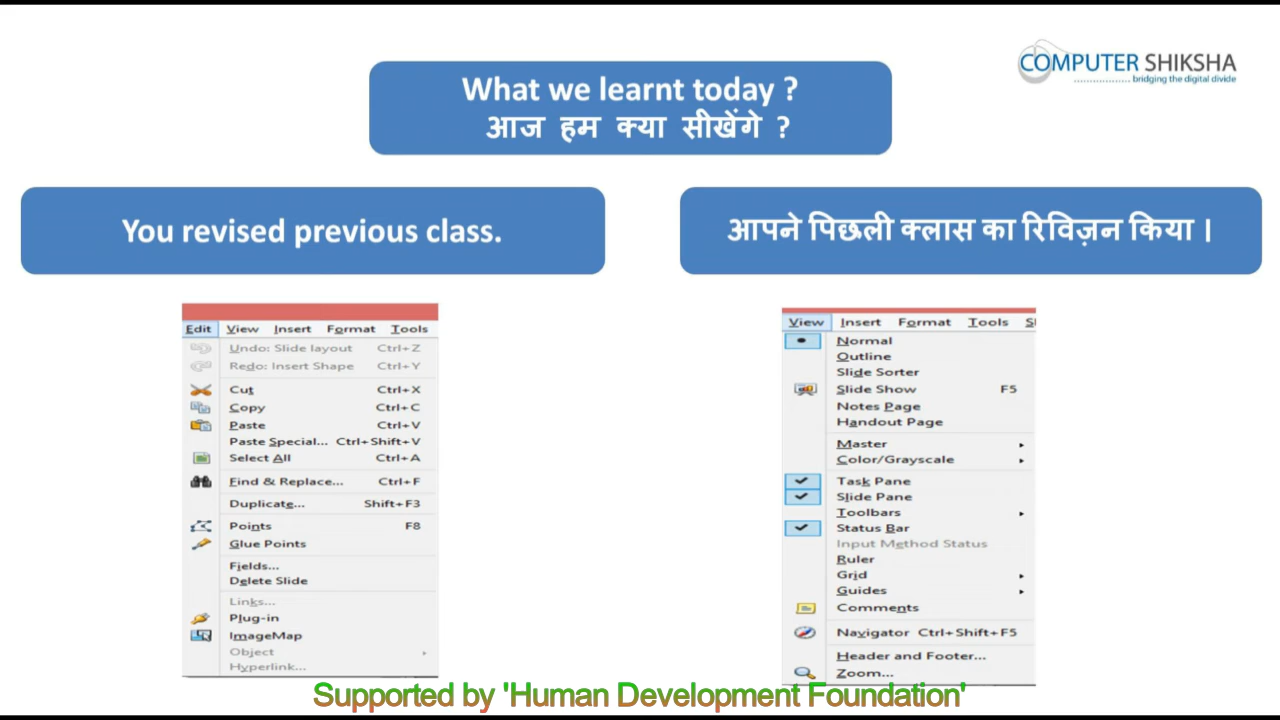 COMPUTER SHIKSHA
bridging the digital divide
What we learnt today ?
आज हम क्या सीखेंगे ?
You revised previous class.
आपने पिछली क्लास का रिविज़न किया ।
Edit View Insert Format Tools
Undo: Slide layout Ctrl+Z
Redo: Insert Shape Ctrl+Y
Cut Ctrl+X
Copy Ctrl+C
Paste Ctrl+V
Paste Special... Ctrl+Shift+V
Select All Ctrl+A
Find & Replace... Ctrl+F
Duplicate... Shift+F3
Points F8
Glue Points
Fields...
Delete Slide
Links...
Plug-in
ImageMap
Object
Hyperlink...
View Insert Format Tools S
Normal
Outline
Slide Sorter
Slide Show F5
Notes Page
Handout Page
Master
Color/Grayscale
Task Pane
Slide Pane
Toolbars
Status Bar
Input Method Status
Ruler
Grid
Guides
Comments
Navigator Ctrl+Shift+F5
Header and Footer...
Zoom...
Supported by 'Human Development Foundation'